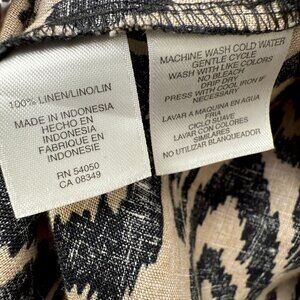 100% LINEN/LINO/LIN
MADE IN INDONESIA
HECHO EN
INDONESIA
FABRIQUE EN
INDONESIE
RN 54050
CA 08349
MACHINE WASH COLD WATER
GENTLE CYCLE
WASH WITH LIKE COLORS
NO BLEACH
DRIP DRY
PRESS WITH COOL IRON IF
NECESSARY
LAVAR A MAQUINA EN AGUA
FRIA
CICLO SUAVE
LAVAR CON COLORES
SIMILARES
NO UTILIZAR BLANQUEADOR